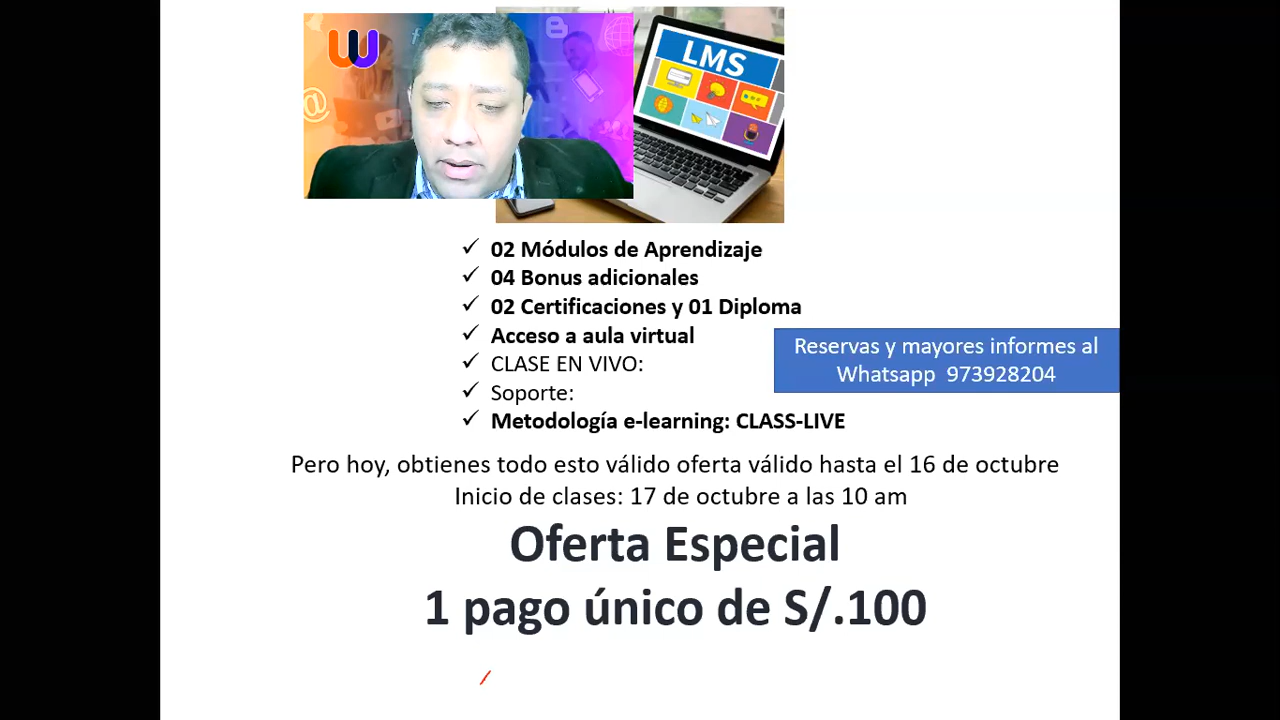 LMS
02 Módulos de Aprendizaje
04 Bonus adicionales
02 Certificaciones y 01 Diploma
Acceso a aula virtual
CLASE EN VIVO:
Soporte:
Metodología e-learning: CLASS-LIVE
Reservas y mayores informes al
Whatsapp 973928204
Pero hoy, obtienes todo esto válido oferta válido hasta el 16 de octubre
Inicio de clases: 17 de octubre a las 10 am
Oferta Especial
1 pago único de S/.100